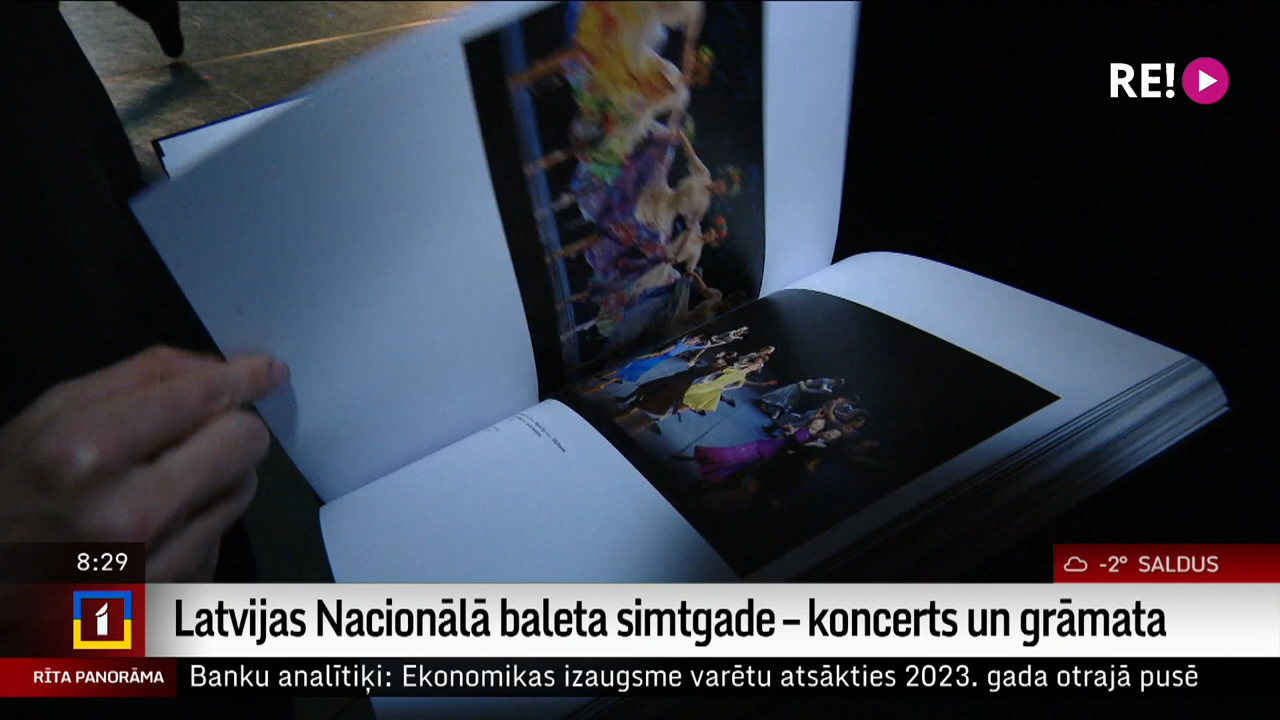 RE!
8:29
-2° SALDUS
1
Latvijas Nacionālā baleta simtgade – koncerts un grāmata
RĪTA PANORĀMA
Banku analītiķi: Ekonomikas izaugsme varētu atsākties 2023. gada otrajā pusē